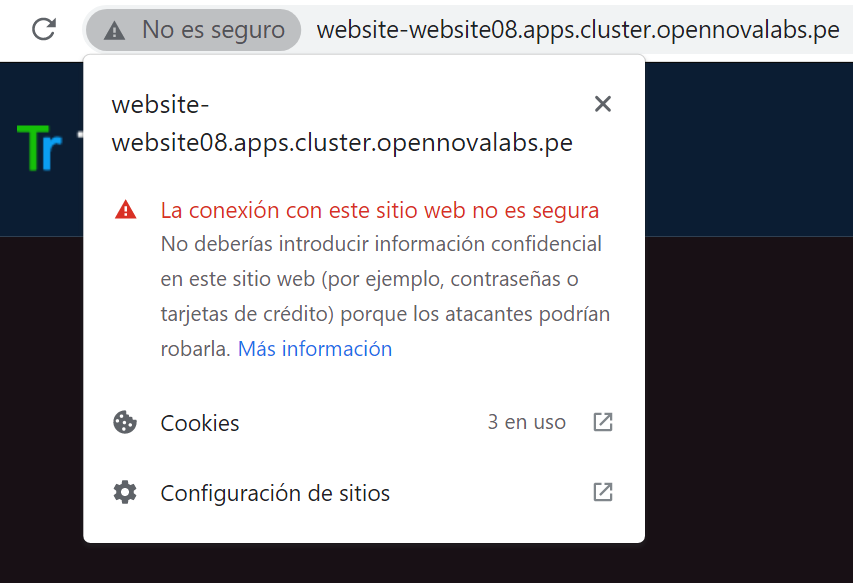 No es seguro website-website08.apps.cluster.opennovalabs.pe
website-
website08.apps.cluster.opennovalabs.pe
Tr
La conexión con este sitio web no es segura
No deberías introducir información confidencial
en este sitio web (por ejemplo, contraseñas o
tarjetas de crédito) porque los atacantes podrían
robarla. Más información
Cookies 3 en uso
Configuración de sitios